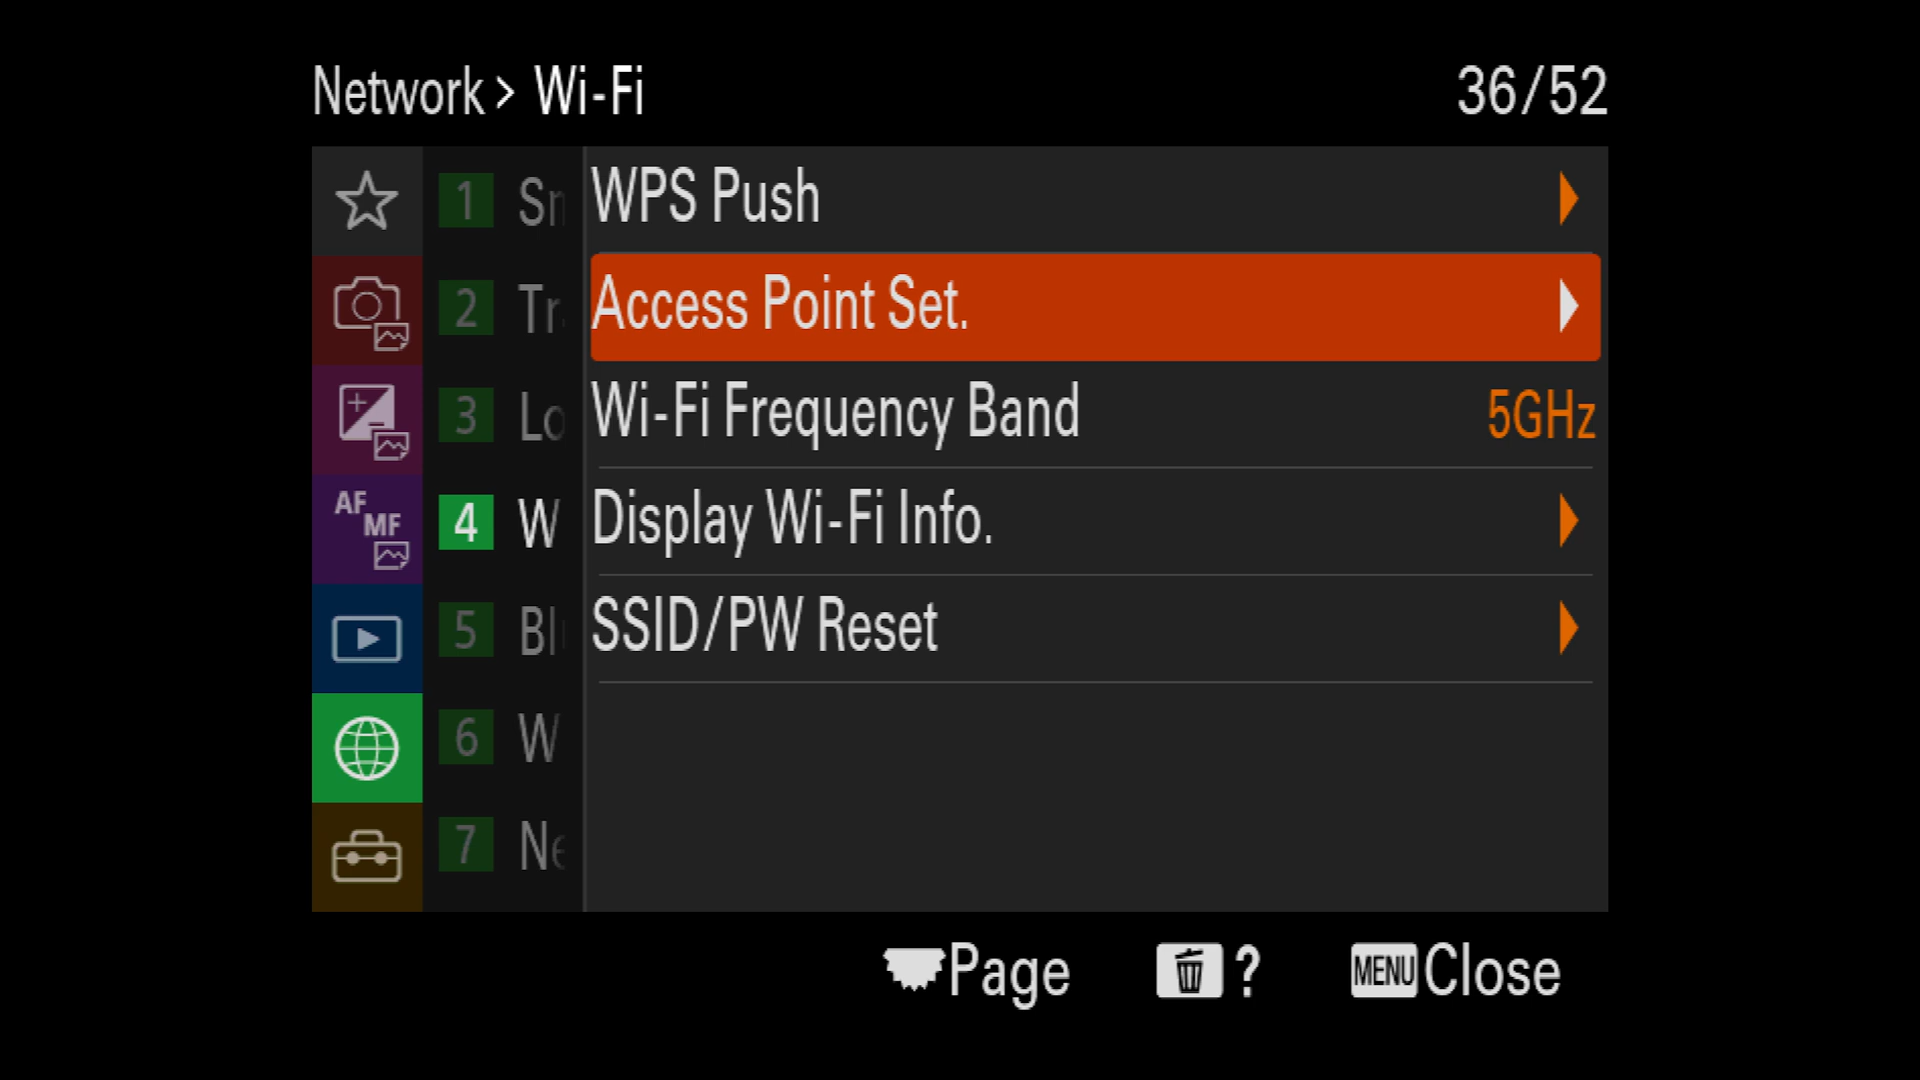 Network > Wi-Fi
36/52
1
WPS Push
2
Access Point Set.
3
Wi-Fi Frequency Band
5GHz
AF
MF
4
Display Wi-Fi Info.
5
SSID/PW Reset
6
7
Page
?
MENU Close